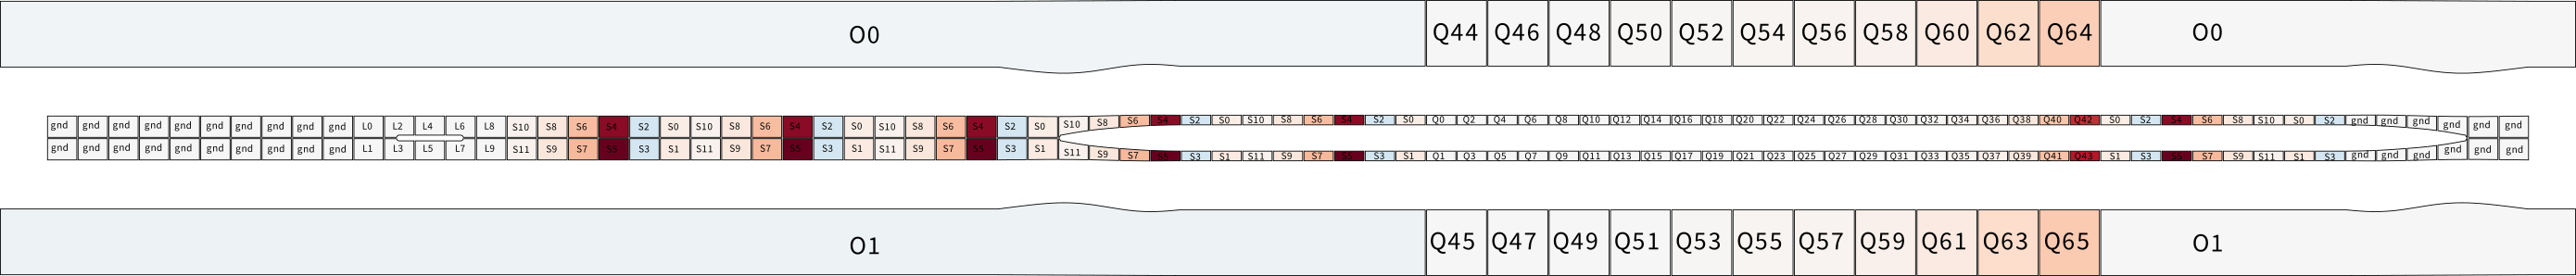 O0 Q44 Q46 Q48 Q50 Q52 Q54 Q56 Q58 Q60 Q62 Q64 O0
gnd gnd gnd gnd gnd gnd gnd gnd gnd gnd L0 L2 L4 L6 L8 S10 S8 S6 S4 S2 S0 S10 S8 S6 S4 S2 S0 S10 S8 S6 S4 S2 S0 S10 S8 S6 S4 S2 S0 S10 S8 S6 S4 S2 S0 Q0 Q2 Q4 Q6 Q8 Q10 Q12 Q14 Q16 Q18 Q20 Q22 Q24 Q26 Q28 Q30 Q32 Q34 Q36 Q38 Q40 Q42 S0 S2 S4 S6 S8 S10 S0 S2 gnd gnd gnd gnd gnd gnd
gnd gnd gnd gnd gnd gnd gnd gnd gnd gnd L1 L3 L5 L7 L9 S11 S9 S7 S5 S3 S1 S11 S9 S7 S5 S3 S1 S11 S9 S7 S5 S3 S1 S11 S9 S7 S5 S3 S1 S11 S9 S7 S5 S3 S1 Q1 Q3 Q5 Q7 Q9 Q11 Q13 Q15 Q17 Q19 Q21 Q23 Q25 Q27 Q29 Q31 Q33 Q35 Q37 Q39 Q41 Q43 S1 S3 S5 S7 S9 S11 S1 S3 gnd gnd gnd gnd gnd gnd
O1 Q45 Q47 Q49 Q51 Q53 Q55 Q57 Q59 Q61 Q63 Q65 O1